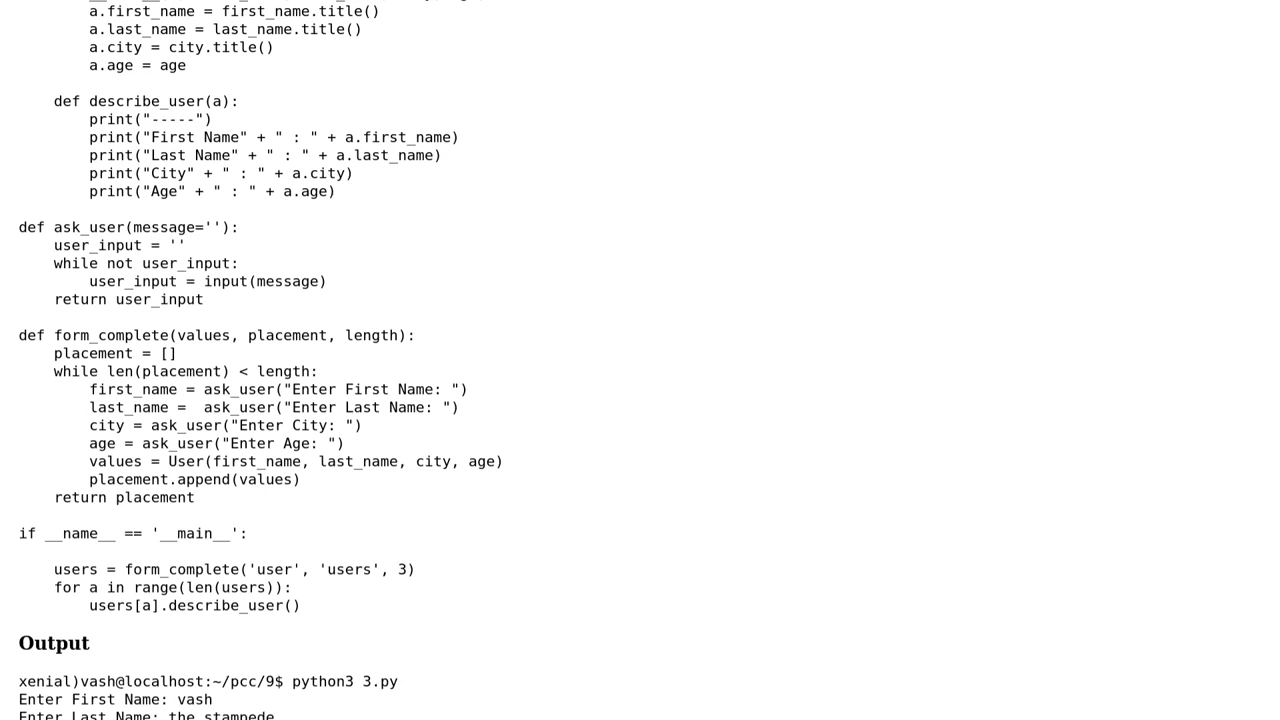 a.first_name = first_name.title()
a.last_name = last_name.title()
a.city = city.title()
a.age = age
def describe_user(a):
print("-----")
print("First Name" + " : " + a.first_name)
print("Last Name" + " : " + a.last_name)
print("City" + " : " + a.city)
print("Age" + " : " + a.age)
def ask_user(message=''):
user_input = ''
while not user_input:
user_input = input(message)
return user_input
def form_complete(values, placement, length):
placement = []
while len(placement) < length:
first_name = ask_user("Enter First Name: ")
last_name =  ask_user("Enter Last Name: ")
city = ask_user("Enter City: ")
age = ask_user("Enter Age: ")
values = User(first_name, last_name, city, age)
placement.append(values)
return placement
if __name__ == '__main__':
users = form_complete('user', 'users', 3)
for a in range(len(users)):
users[a].describe_user()
Output
xenial)vash@localhost:~/pcc/9$ python3 3.py
Enter First Name: vash
Enter Last Name: the stampede